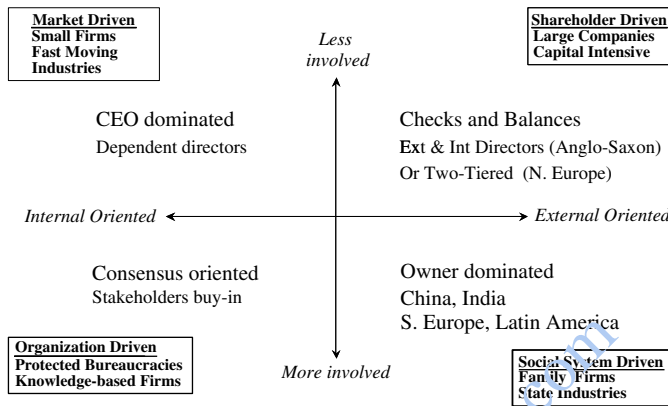 Market Driven
Small Firms
Fast Moving
Industries
Less
involved
Shareholder Driven
Large Companies
Capital Intensive
CEO dominated
Dependent directors
Checks and Balances
Ext & Int Directors (Anglo-Saxon)
Or Two-Tiered (N. Europe)
Internal Oriented
External Oriented
Consensus oriented
Stakeholders buy-in
Owner dominated
China, India
S. Europe, Latin America
Organization Driven
Protected Bureaucracies
Knowledge-based Firms
More involved
Social System Driven
Family Firms
State Industries
com